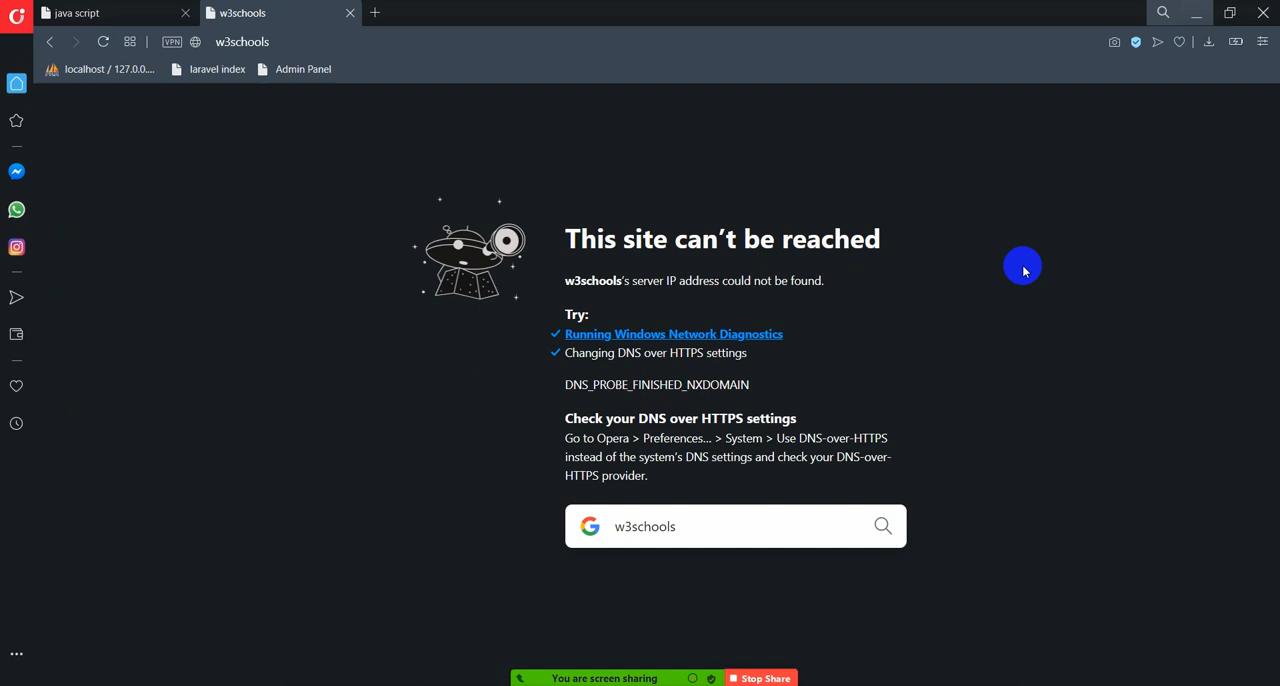 java script
w3schools
VPN
w3schools
localhost / 127.0.0....
laravel index
Admin Panel
This site can't be reached
w3schools's server IP address could not be found.
Try:
Running Windows Network Diagnostics
Changing DNS over HTTPS settings
DNS_PROBE_FINISHED_NXDOMAIN
Check your DNS over HTTPS settings
Go to Opera > Preferences... > System > Use DNS-over-HTTPS
instead of the system's DNS settings and check your DNS-over-
HTTPS provider.
w3schools
You are screen sharing
Stop Share